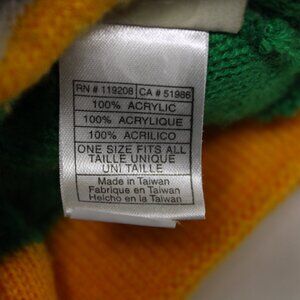 RN # 119208 CA # 51986
100% ACRYLIC
100% ACRYLIQUE
100% ACRILICO
ONE SIZE FITS ALL
TAILLE UNIQUE
UNI TAILLE
Made in Taiwan
Fabrique en Taiwan
Helcho en la Taiwan